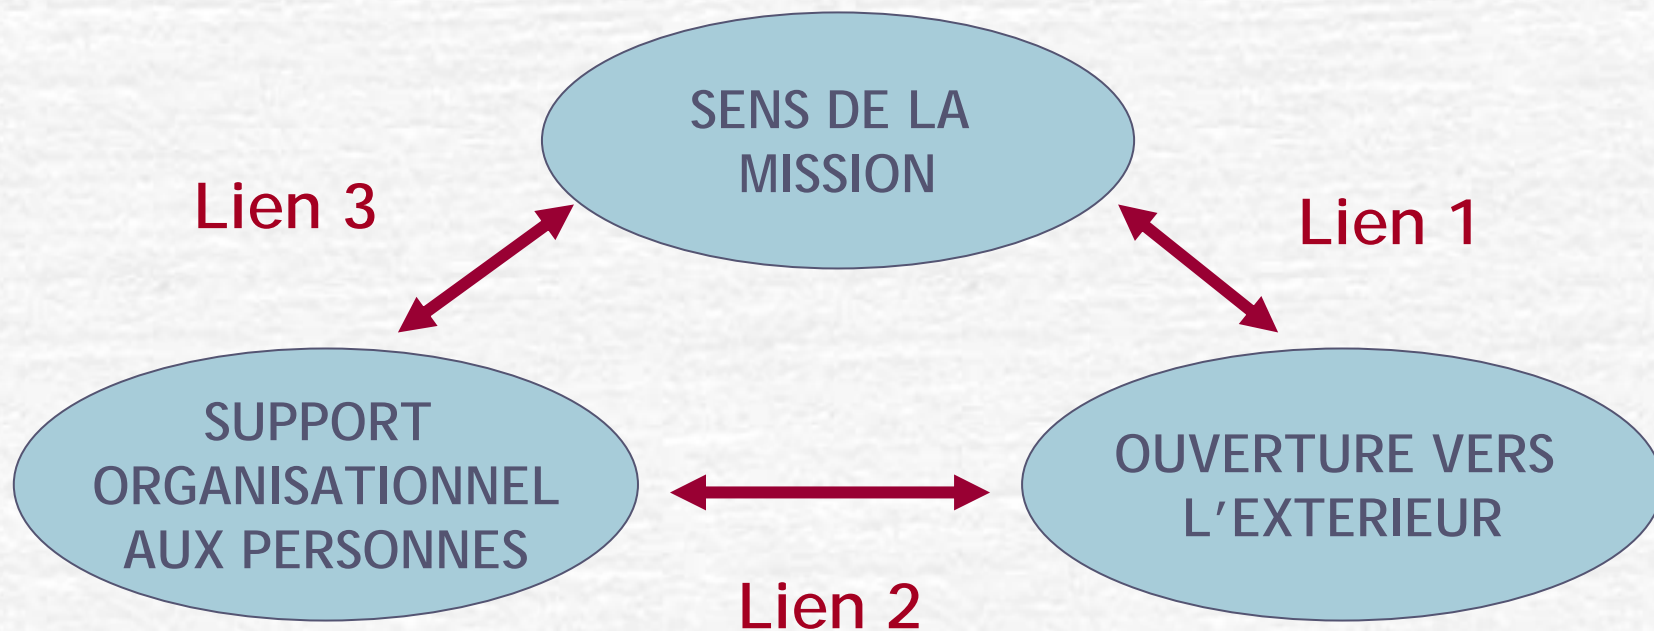 SENS DE LA
MISSION
Lien 3
Lien 1
SUPPORT
ORGANISATIONNEL
AUX PERSONNES
OUVERTURE VERS
L'EXTERIEUR
Lien 2